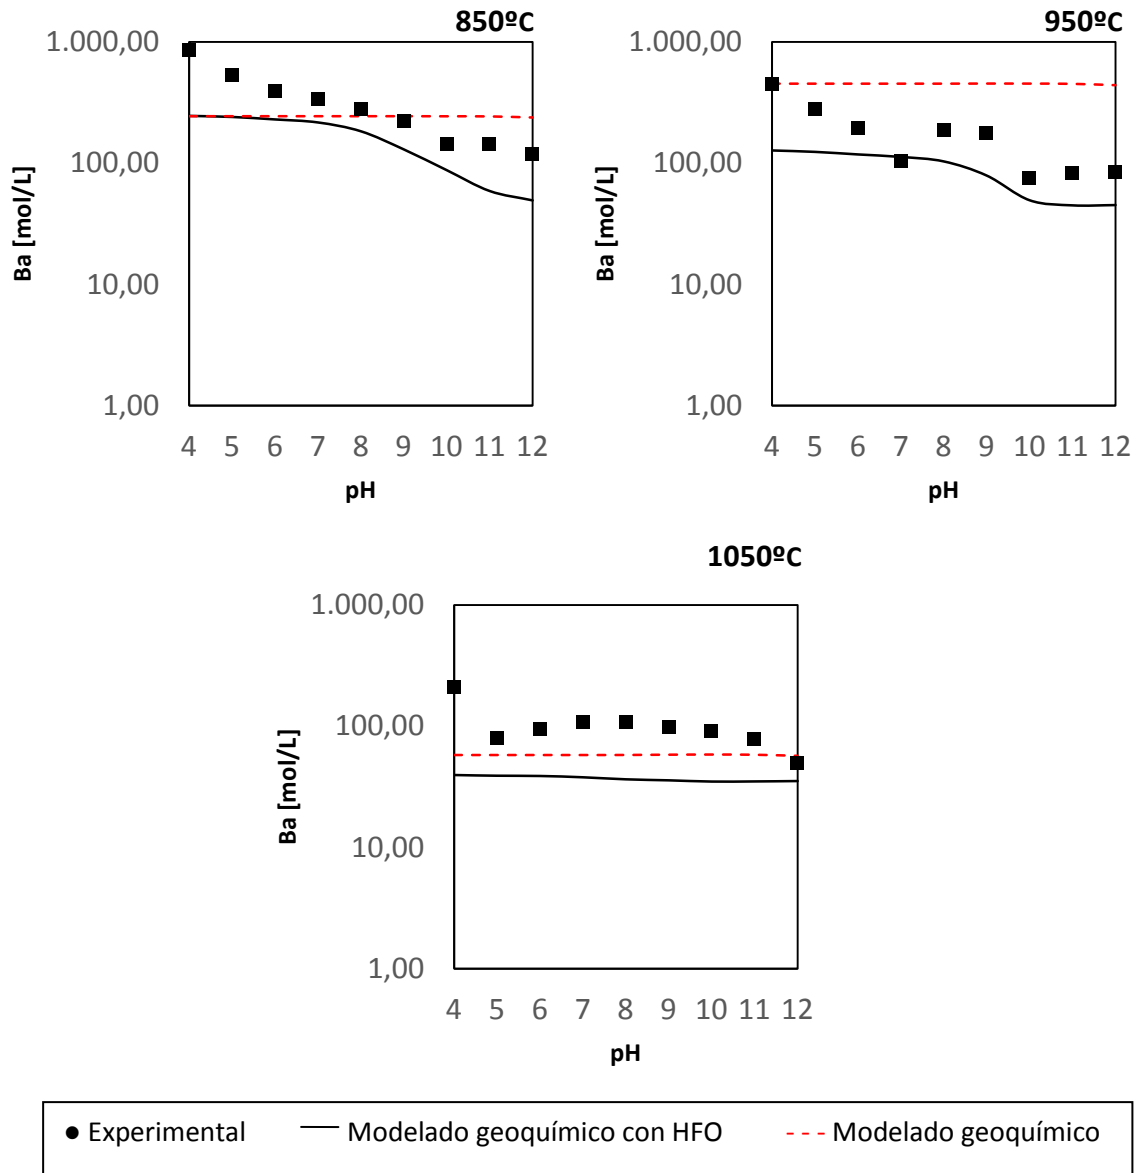 850ºC
1.000,00
100,00
10,00
1,00
Ba [mol/L]
4 5 6 7 8 9 10 11 12
pH
950ºC
1.000,00
100,00
10,00
1,00
Ba [mol/L]
4 5 6 7 8 9 10 11 12
pH
1050ºC
1.000,00
100,00
10,00
1,00
Ba [mol/L]
4 5 6 7 8 9 10 11 12
pH
Experimental Modelado geoquímico con HFO Modelado geoquímico